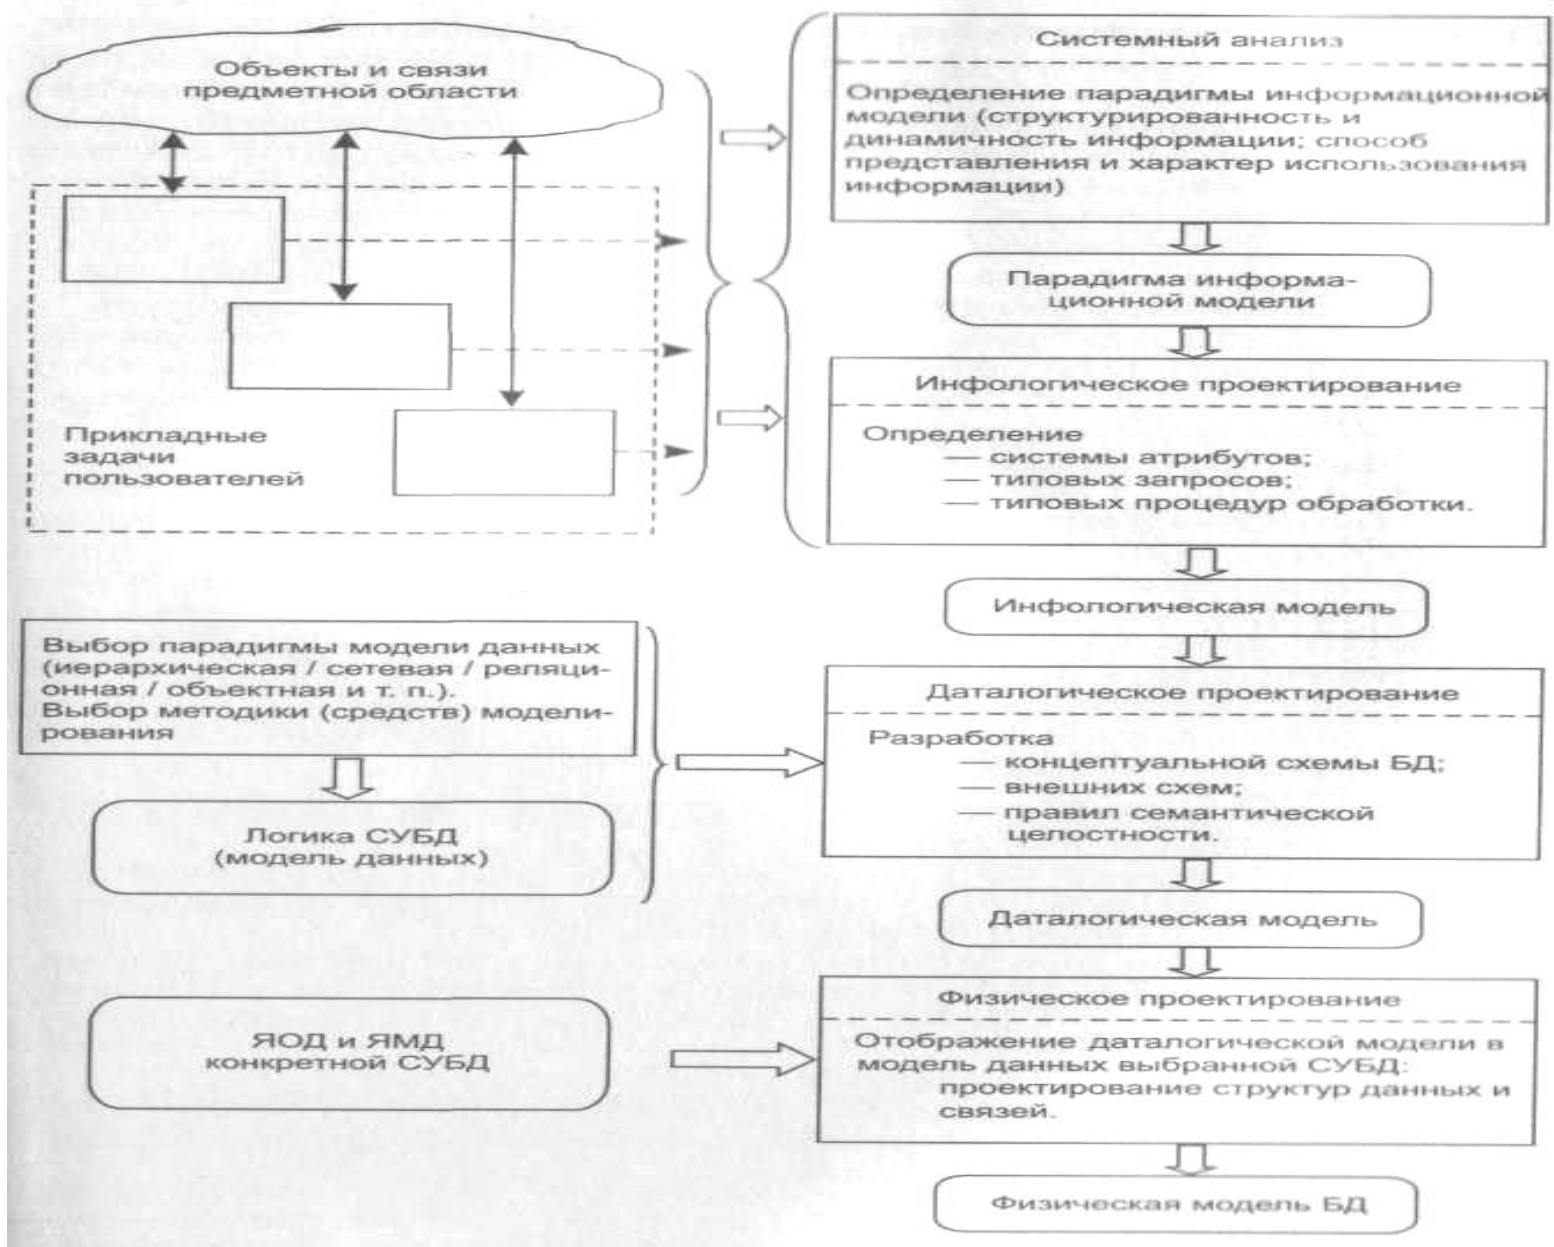 Объекты и связи
предметной области
Прикладные
задачи
пользователей
Системный анализ
Определение парадигмы информационной
модели (структурированность и
динамичность информации; способ
представления и характер использования
информации)
Парадигма информа-
ционной модели
Инфологическое проектирование
Определение
— системы атрибутов;
— типовых запросов;
— типовых процедур обработки.
Инфологическая модель
Выбор парадигмы модели данных
(иерархическая / сетевая / реляци-
онная / объектная и т. п.).
Выбор методики (средств) модели-
рования
Логика СУБД
(модель данных)
Даталогическое проектирование
Разработка
— концептуальной схемы БД;
— внешних схем;
— правил семантической
целостности.
Даталогическая модель
ЯОД и ЯМД
конкретной СУБД
Физическое проектирование
Отображение даталогической модели в
модель данных выбранной СУБД:
проектирование структур данных и
связей.
Физическая модель БД